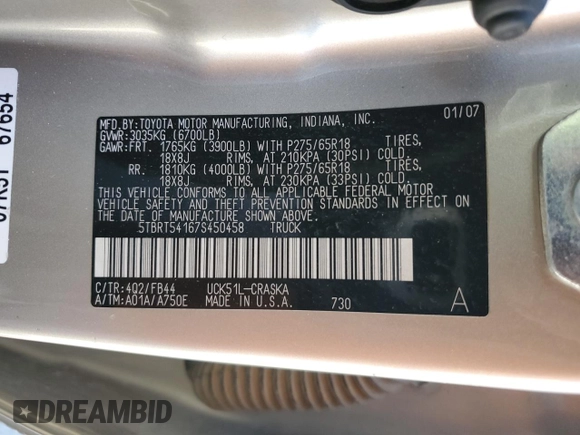 MFD.BY:TOYOTA MOTOR MANUFACTURING, INDIANA, INC. 01/07
GVWR:3035KG (6700LB)
GAWR:FRT. 1765KG (3900LB) WITH P275/65R18 TIRES,
18X8J RIMS, AT 210KPA (30PSI) COLD.
RR. 1810KG (4000LB) WITH P275/65R18 TIRES,
18X8J RIMS, AT 230KPA (33PSI) COLD.
THIS VEHICLE CONFORMS TO ALL APPLICABLE FEDERAL MOTOR
VEHICLE SAFETY AND THEFT PREVENTION STANDARDS IN EFFECT
ON THE DATE OF MANUFACTURE SHOWN ABOVE.
5TBRT54167S450458 TRUCK
C/TR:4Q2/FB44 UCK51L-CRASKA
A/TM:A01A/A750E MADE IN U.S.A. 730 A
67654
DREAMBID